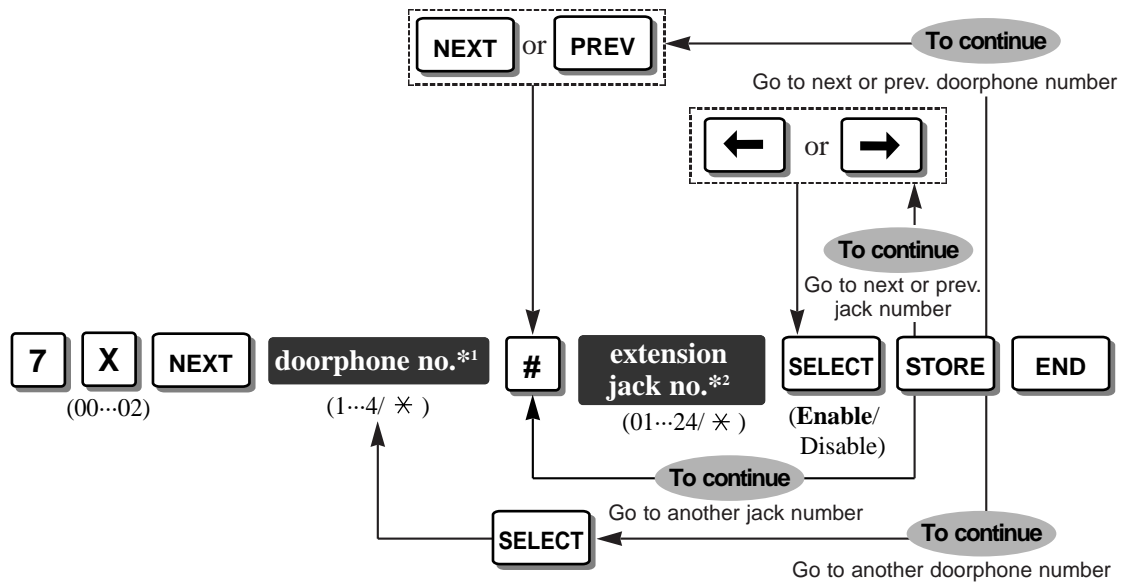 NEXT or PREV
To continue
Go to next or prev. doorphone number
← or →
To continue
Go to next or prev.
jack number
7 X NEXT doorphone no.*1 # extension jack no.*2 SELECT STORE END
(00···02)
(1···4/ ✳ )
(01···24/ ✳ )
(Enable/
Disable)
To continue
Go to another jack number
SELECT
To continue
Go to another doorphone number